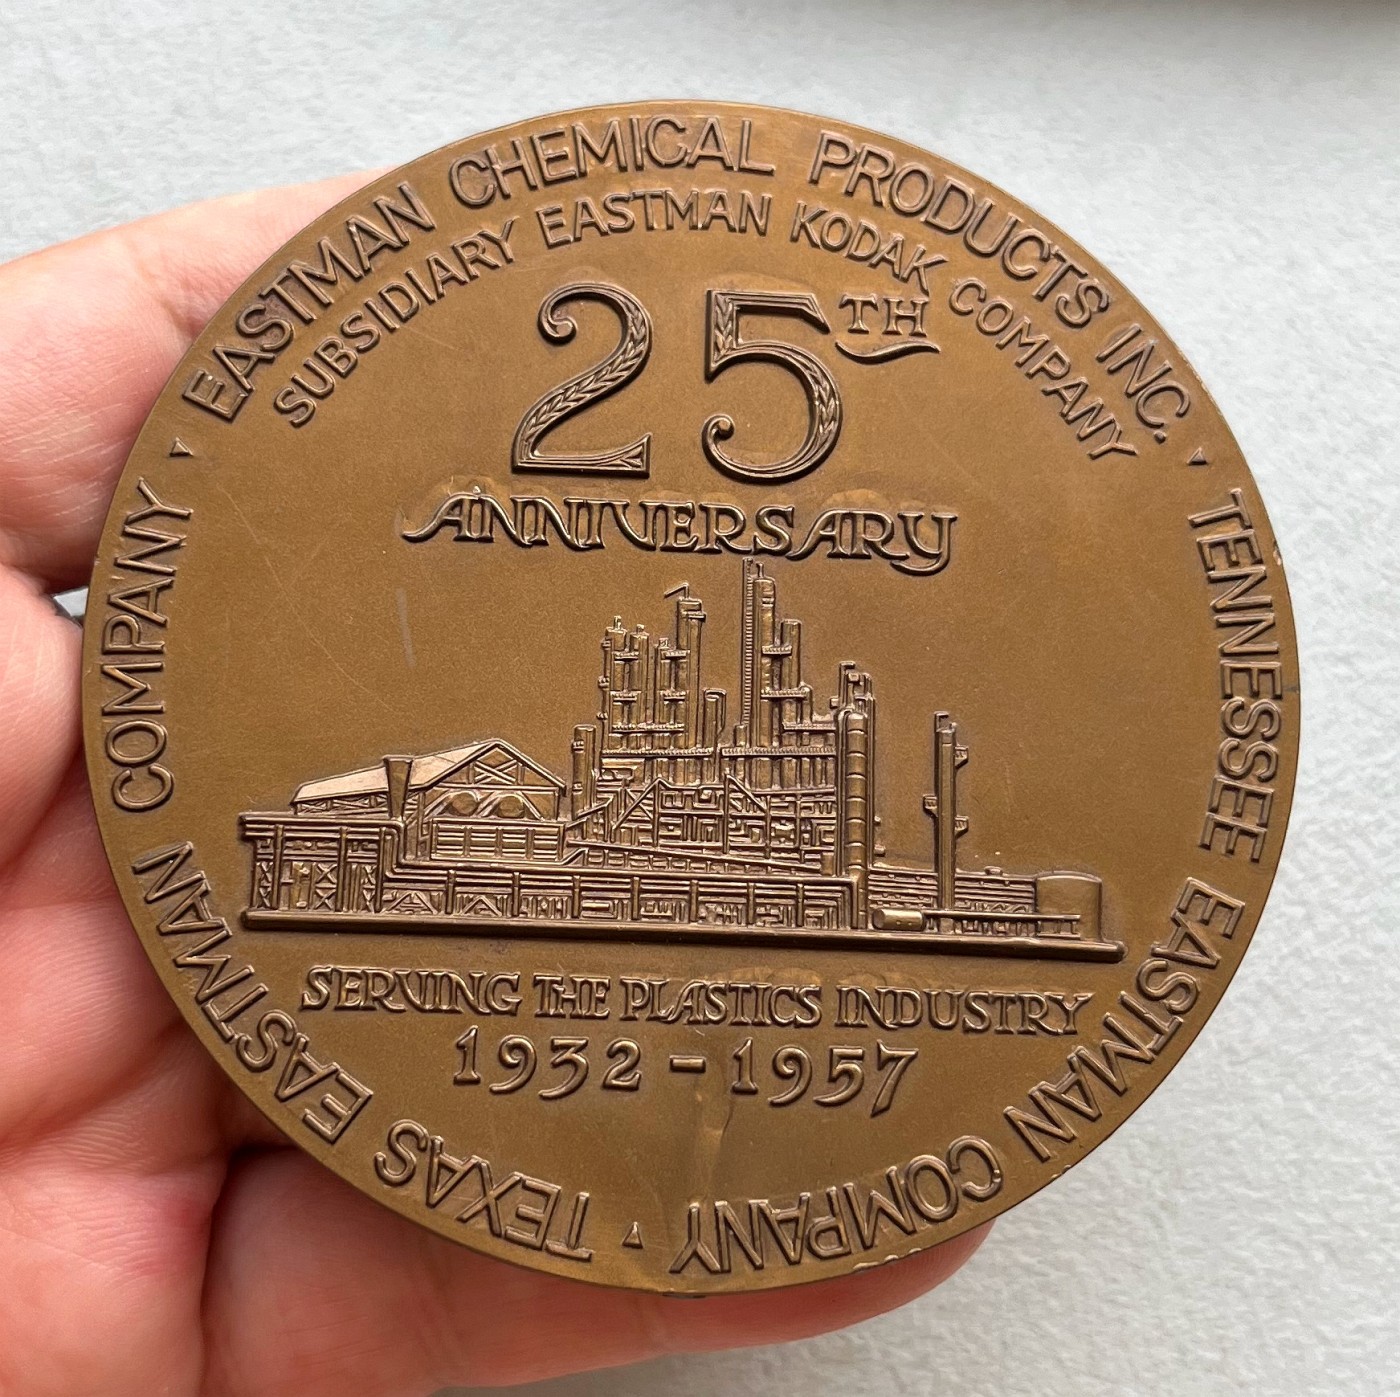 EASTMAN CHEMICAL PRODUCTS INC.
SUBSIDIARY EASTMAN KODAK COMPANY
25TH
ANNIVERSARY
SERVING THE PLASTICS INDUSTRY
1932 - 1957
TENNESSEE EASTMAN COMPANY
TEXAS EASTMAN COMPANY